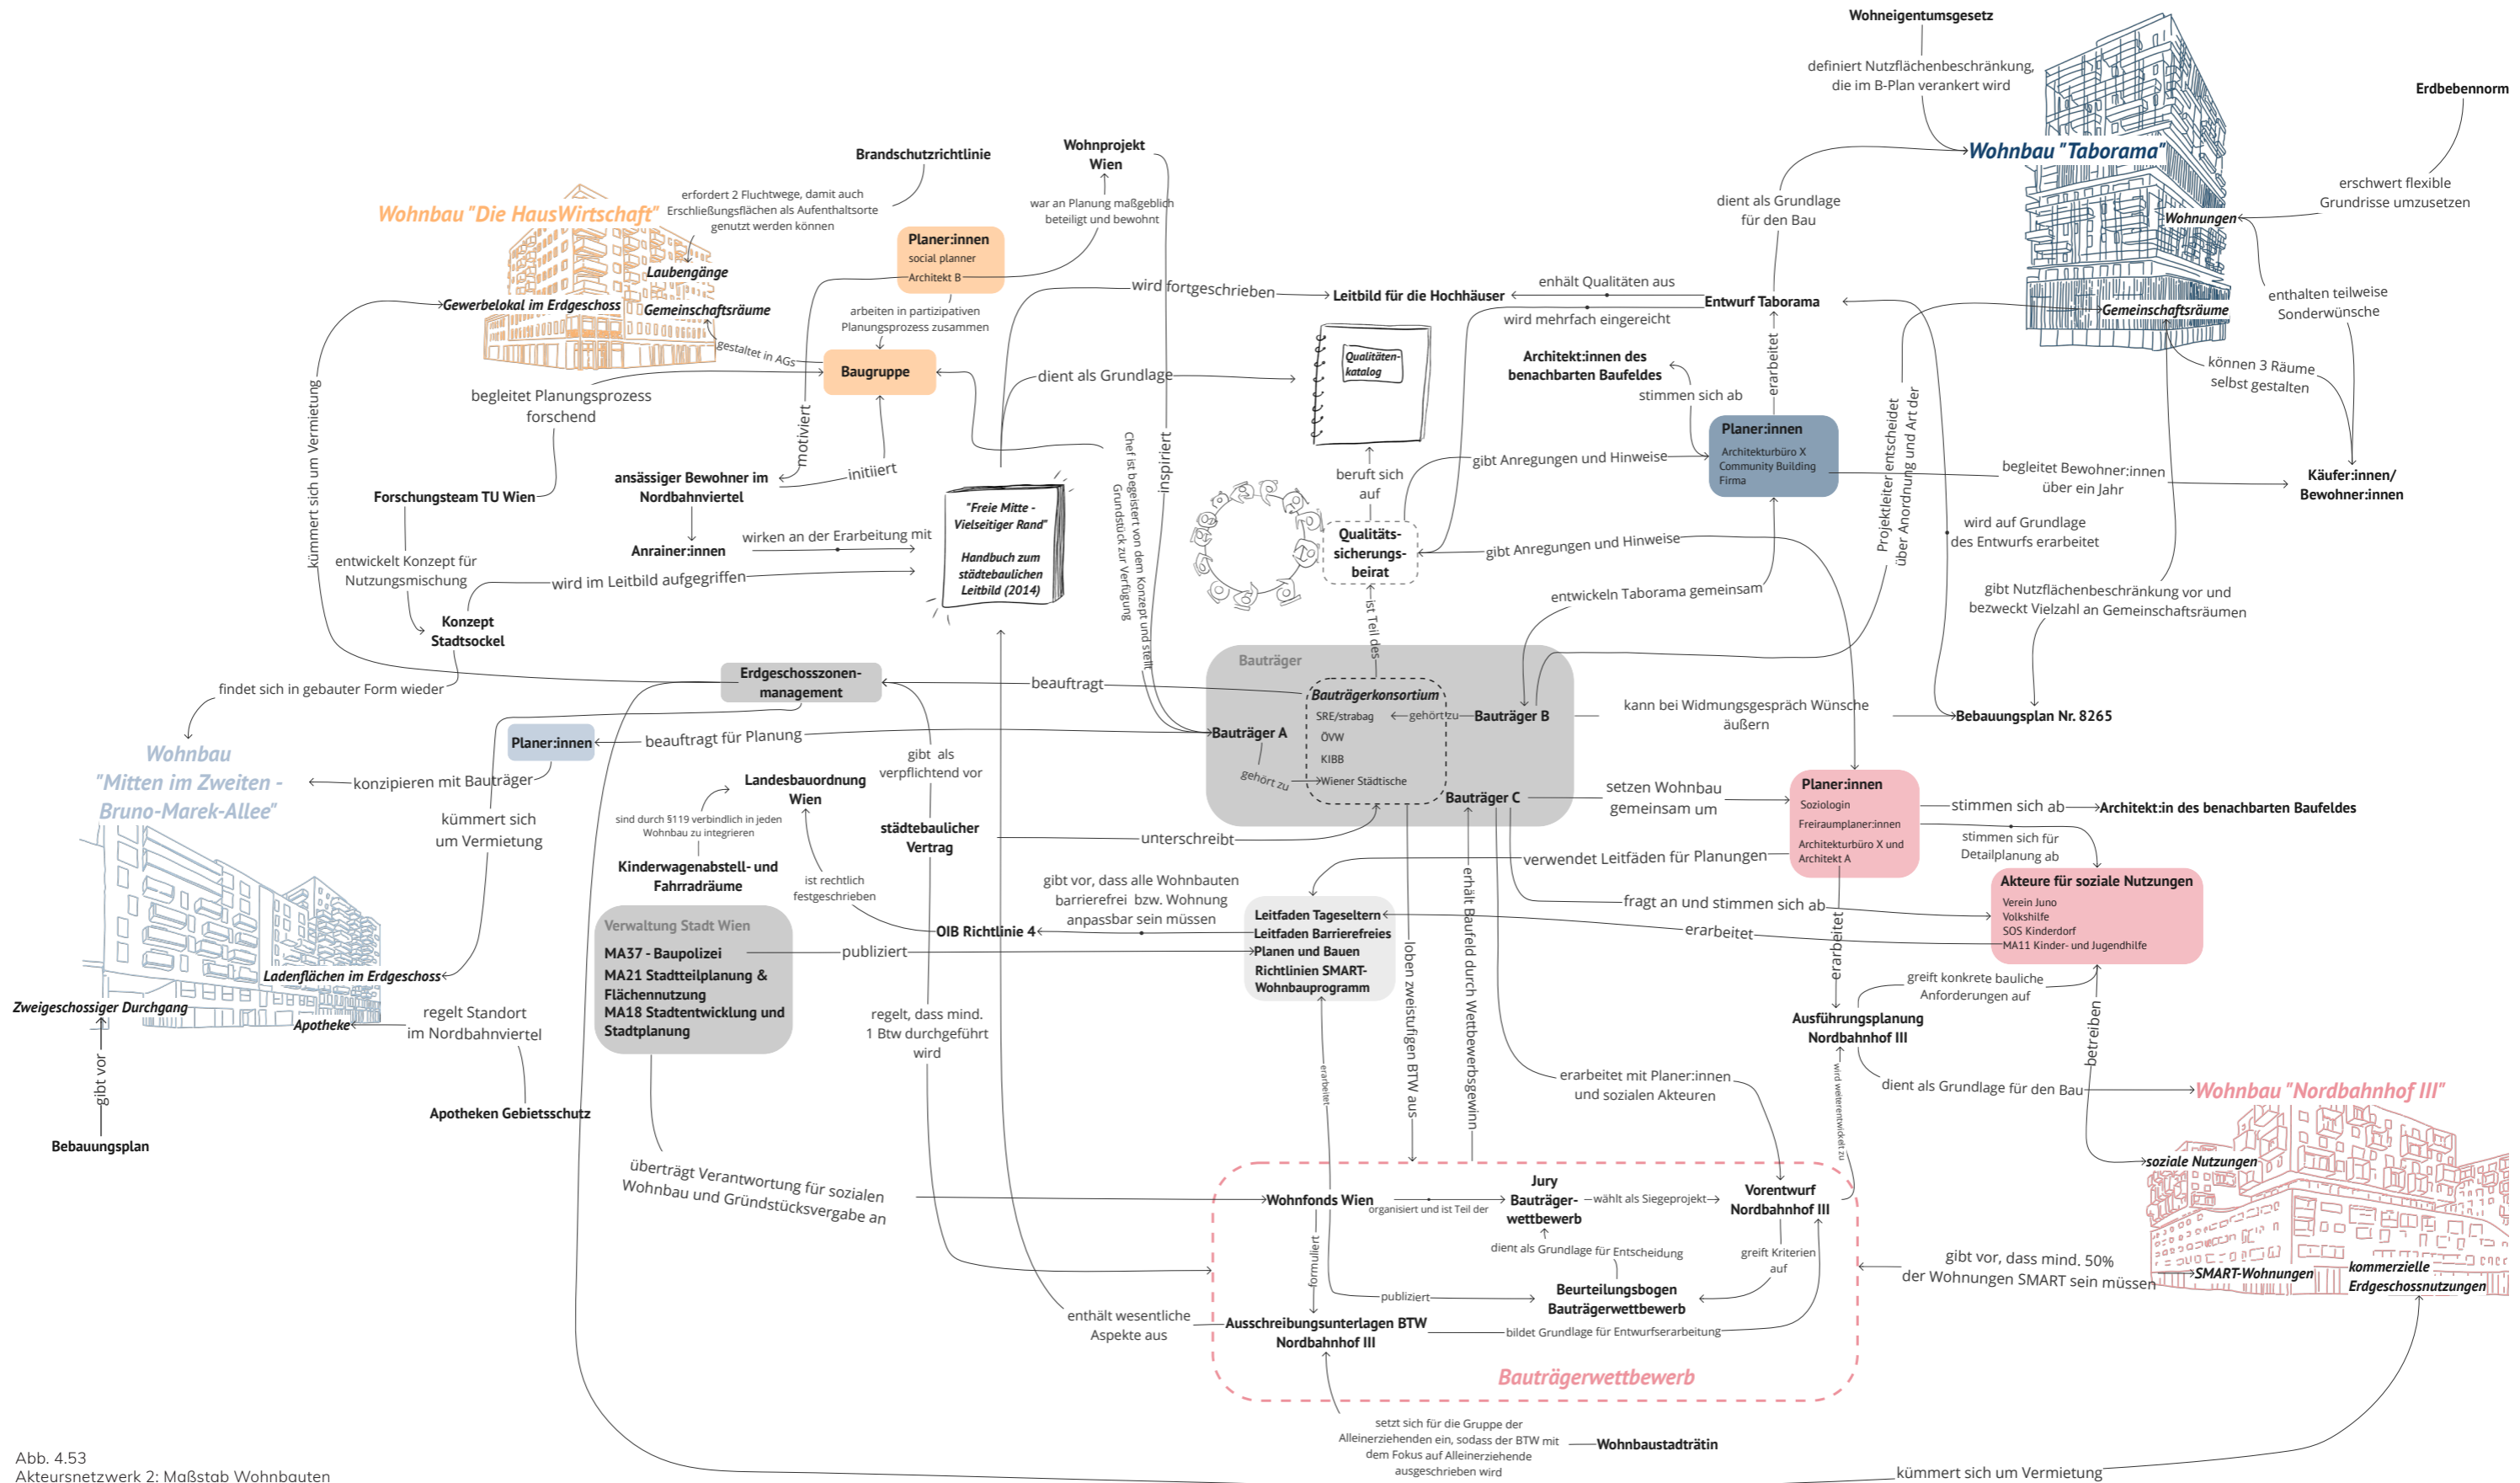 Wohneigentumsgesetz
definiert Nutzflächenbeschränkung,
die im B-Plan verankert wird
Erdbebennorm
Wohnbau "Taborama"
erschwert flexible
Grundrisse umzusetzen
Wohnungen
enthalten teilweise
Sonderwünsche
Gemeinschaftsräume
können 3 Räume
selbst gestalten
Käufer:innen/
Bewohner:innen
Brandschutzrichtlinie
erfordert 2 Fluchtwege, damit auch
Erschließungsflächen als Aufenthaltsorte
genutzt werden können
Wohnbau "Die HausWirtschaft"
Laubengänge
Gewerbelokal im Erdgeschoss
Gemeinschaftsräume
gestaltet in AGs
Wohnprojekt
Wien
war an Planung maßgeblich
beteiligt und bewohnt
Planer:innen
social planner
Architekt B
arbeiten in partizipativen
Planungsprozess zusammen
Baugruppe
begleitet Planungsprozess
forschend
motiviert
initiiert
ansässiger Bewohner im
Nordbahnviertel
Forschungsteam TU Wien
Anrainer:innen
wirken an der Erarbeitung mit
entwickelt Konzept für
Nutzungsmischung
wird im Leitbild aufgegriffen
Konzept
Stadtsockel
findet sich in gebauter Form wieder
kümmert sich um Vermietung
"Freie Mitte -
Vielseitiger Rand"
Handbuch zum
städtebaulichen
Leitbild (2014)
wird fortgeschrieben
Leitbild für die Hochhäuser
enhält Qualitäten aus
wird mehrfach eingereicht
Entwurf Taborama
dient als Grundlage
für den Bau
dient als Grundlage
Qualitäten-
katalog
Architekt:innen des
benachbarten Baufeldes
stimmen sich ab
erarbeitet
Planer:innen
Architekturbüro X
Community Building
Firma
begleitet Bewohner:innen
über ein Jahr
gibt Anregungen und Hinweise
beruft sich
auf
Qualitäts-
sicherungs-
beirat
gibt Anregungen und Hinweise
entwickeln Taborama gemeinsam
ist Teil des
inspiriert
Chef ist begeistert von dem Konzept und stellt
Grundstück zur Verfügung
Projektleiter entscheidet
über Anordnung und Art der
wird auf Grundlage
des Entwurfs erarbeitet
gibt Nutzflächenbeschränkung vor und
bezweckt Vielzahl an Gemeinschaftsräumen
Bebauungsplan Nr. 8265
kann bei Widmungsgespräch Wünsche
äußern
Bauträger
Bauträgerkonsortium
SRE/strabag
ÖVW
KIBB
Wiener Städtische
gehört zu
Bauträger B
Bauträger A
gehört zu
Bauträger C
beauftragt
Erdgeschosszonen-
management
Planer:innen
beauftragt für Planung
konzipieren mit Bauträger
Wohnbau
"Mitten im Zweiten -
Bruno-Marek-Allee"
kümmert sich
um Vermietung
Ladenflächen im Erdgeschoss
Zweigeschossiger Durchgang
Apotheke
regelt Standort
im Nordbahnviertel
Apotheken Gebietsschutz
gibt vor
Bebauungsplan
gibt als
verpflichtend vor
Landesbauordnung
Wien
sind durch §119 verbindlich in jeden
Wohnbau zu integrieren
Kinderwagenabstell- und
Fahrradräume
städtebaulicher
Vertrag
unterschreibt
ist rechtlich
festgeschrieben
gibt vor, dass alle Wohnbauten
barrierefrei bzw. Wohnung
anpassbar sein müssen
OIB Richtlinie 4
Verwaltung Stadt Wien
MA37 - Baupolizei
MA21 Stadtteilplanung &
Flächennutzung
MA18 Stadtentwicklung und
Stadtplanung
publiziert
Leitfaden Tageseltern
Leitfaden Barrierefreies
Planen und Bauen
Richtlinien SMART-
Wohnbauprogramm
verwendet Leitfäden für Planungen
fragt an und stimmen sich ab
erarbeitet
setzen Wohnbau
gemeinsam um
Planer:innen
Soziologin
Freiraumplaner:innen
Architekturbüro X und
Architekt A
stimmen sich ab
Architekt:in des benachbarten Baufeldes
stimmen sich für
Detailplanung ab
Akteure für soziale Nutzungen
Verein Juno
Volkshilfe
SOS Kinderdorf
MA11 Kinder- und Jugendhilfe
erarbeitet
greift konkrete bauliche
Anforderungen auf
Ausführungsplanung
Nordbahnhof III
betreiben
dient als Grundlage für den Bau
Wohnbau "Nordbahnhof III"
soziale Nutzungen
SMART-Wohnungen
kommerzielle
Erdgeschossnutzungen
gibt vor, dass mind. 50%
der Wohnungen SMART sein müssen
regelt, dass mind.
1 Btw durchgeführt
wird
überträgt Verantwortung für sozialen
Wohnbau und Gründstücksvergabe an
loben zweistufigen BTW aus
erhält Baufeld durch Wettbewerbsgewinn
erarbeitet mit Planer:innen
und sozialen Akteuren
wird weiterentwickelt zu
erarbeitet
Wohnfonds Wien
organisiert und ist Teil der
Jury
Bauträger-
wettbewerb
wählt als Siegeprojekt
Vorentwurf
Nordbahnhof III
dient als Grundlage für Entscheidung
greift Kriterien
auf
formuliert
publiziert
Beurteilungsbogen
Bauträgerwettbewerb
enthält wesentliche
Aspekte aus
Ausschreibungsunterlagen BTW
Nordbahnhof III
bildet Grundlage für Entwurfserarbeitung
Bauträgerwettbewerb
setzt sich für die Gruppe der
Alleinerziehenden ein, sodass der BTW mit
dem Fokus auf Alleinerziehende
ausgeschrieben wird
Wohnbaustadträtin
kümmert sich um Vermietung
Abb. 4.53
Akteursnetzwerk 2: Maßstab Wohnbauten